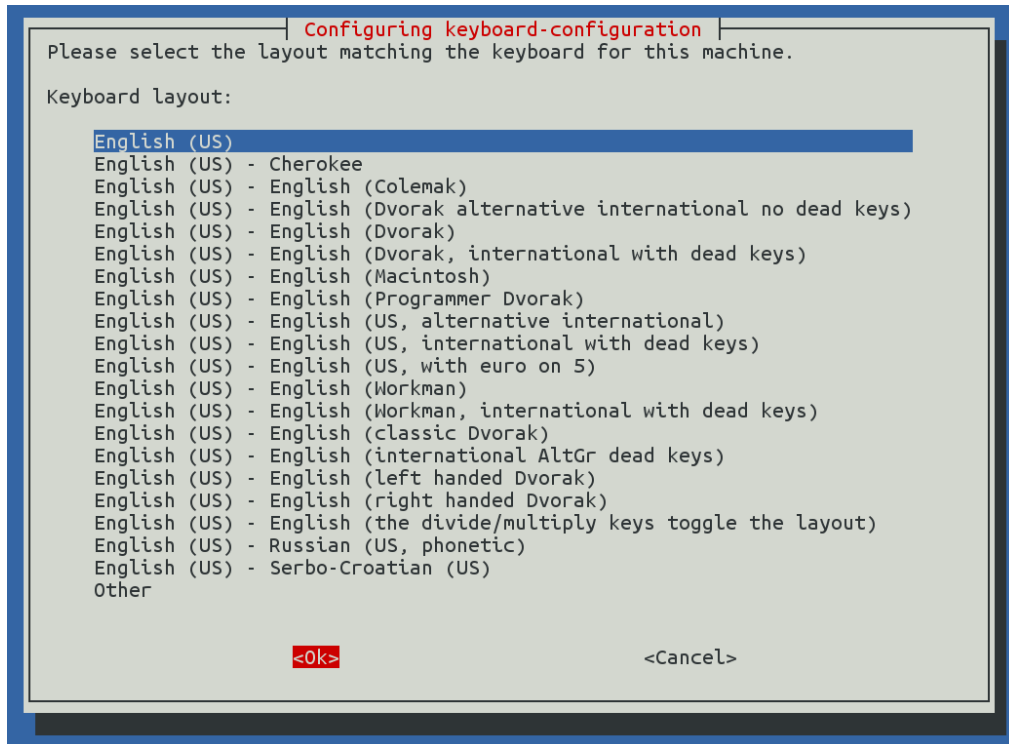 Configuring keyboard-configuration
Please select the layout matching the keyboard for this machine.
Keyboard layout:
English (US)
English (US) - Cherokee
English (US) - English (Colemak)
English (US) - English (Dvorak alternative international no dead keys)
English (US) - English (Dvorak)
English (US) - English (Dvorak, international with dead keys)
English (US) - English (Macintosh)
English (US) - English (Programmer Dvorak)
English (US) - English (US, alternative international)
English (US) - English (US, international with dead keys)
English (US) - English (US, with euro on 5)
English (US) - English (Workman)
English (US) - English (Workman, international with dead keys)
English (US) - English (classic Dvorak)
English (US) - English (international AltGr dead keys)
English (US) - English (left handed Dvorak)
English (US) - English (right handed Dvorak)
English (US) - English (the divide/multiply keys toggle the layout)
English (US) - Russian (US, phonetic)
English (US) - Serbo-Croatian (US)
Other
<Ok> <Cancel>